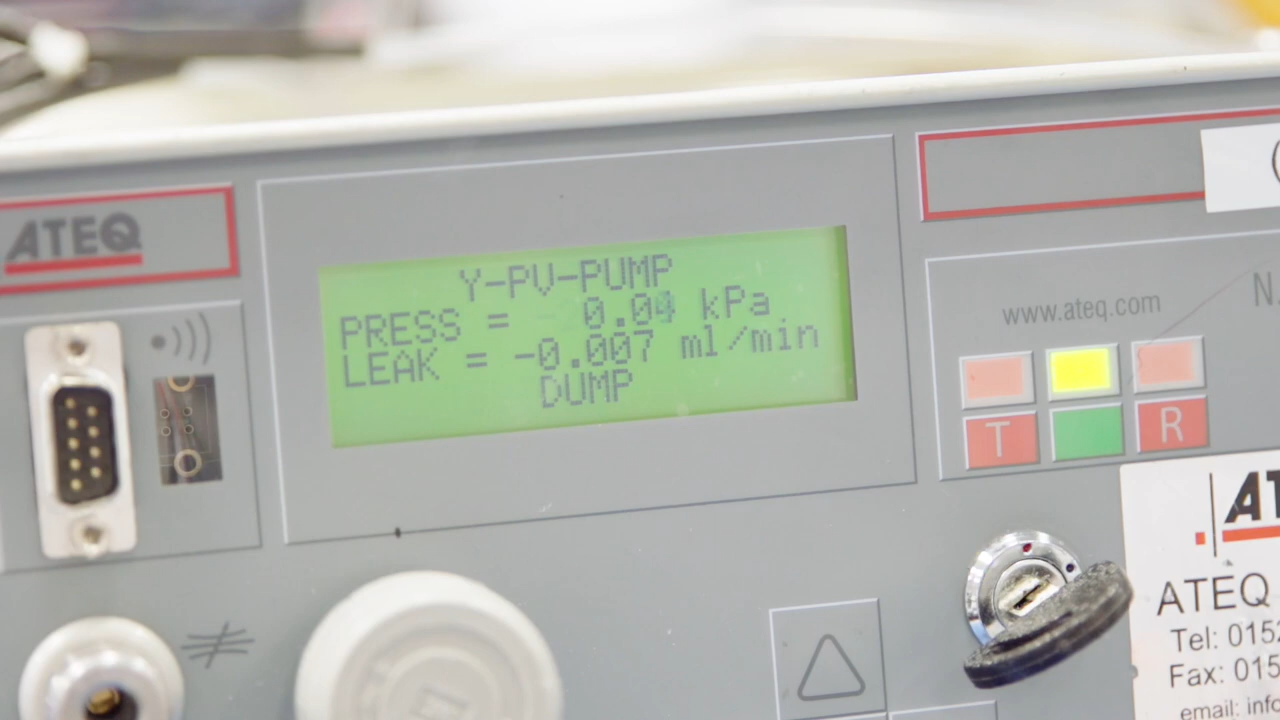 ATEQ
Y-PV-PUMP
PRESS = 0.04 kPa
LEAK = -0.007 ml/min
DUMP
www.ateq.com
T
R
ATEQ
Tel:
Fax:
email: